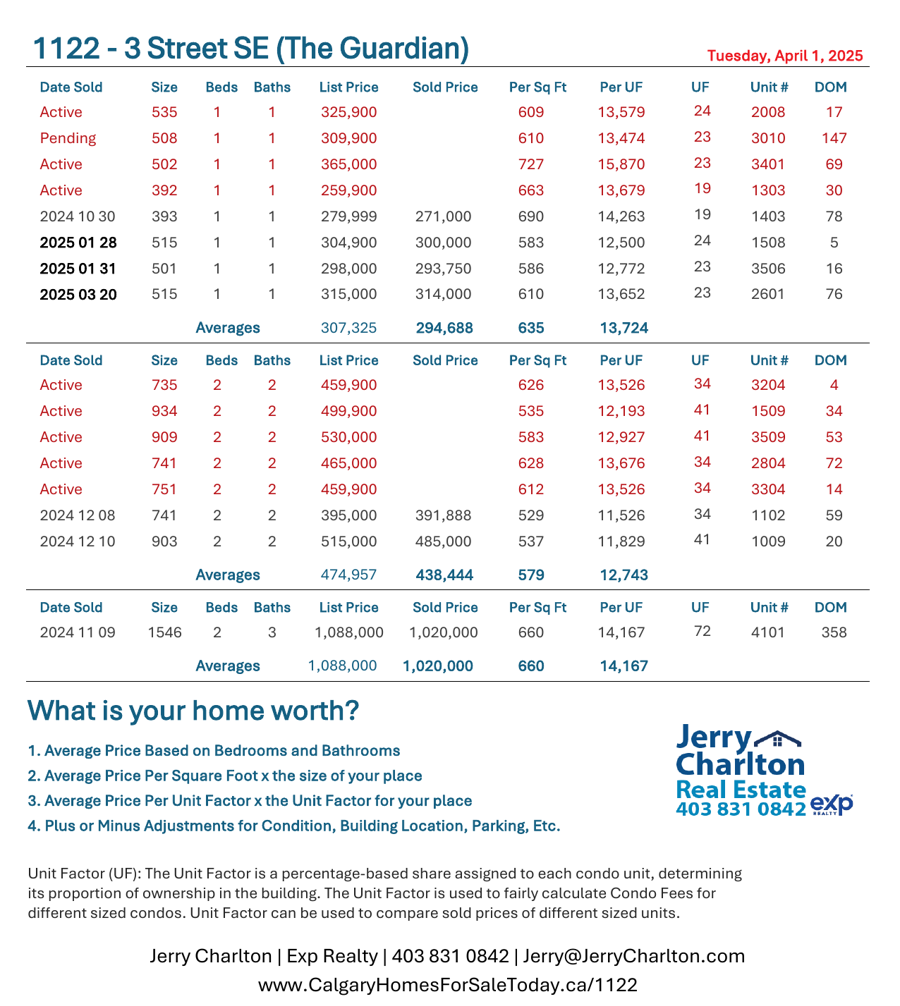 1122 - 3 Street SE (The Guardian) Tuesday, April 1, 2025
Date Sold Size Beds Baths List Price Sold Price Per Sq Ft Per UF UF Unit # DOM
Active 535 1 1 325,900 609 13,579 24 2008 17
Pending 508 1 1 309,900 610 13,474 23 3010 147
Active 502 1 1 365,000 727 15,870 23 3401 69
Active 392 1 1 259,900 663 13,679 19 1303 30
2024 10 30 393 1 1 279,999 271,000 690 14,263 19 1403 78
2025 01 28 515 1 1 304,900 300,000 583 12,500 24 1508 5
2025 01 31 501 1 1 298,000 293,750 586 12,772 23 3506 16
2025 03 20 515 1 1 315,000 314,000 610 13,652 23 2601 76
Averages 307,325 294,688 635 13,724
Date Sold Size Beds Baths List Price Sold Price Per Sq Ft Per UF UF Unit # DOM
Active 735 2 2 459,900 626 13,526 34 3204 4
Active 934 2 2 499,900 535 12,193 41 1509 34
Active 909 2 2 530,000 583 12,927 41 3509 53
Active 741 2 2 465,000 628 13,676 34 2804 72
Active 751 2 2 459,900 612 13,526 34 3304 14
2024 12 08 741 2 2 395,000 391,888 529 11,526 34 1102 59
2024 12 10 903 2 2 515,000 485,000 537 11,829 41 1009 20
Averages 474,957 438,444 579 12,743
Date Sold Size Beds Baths List Price Sold Price Per Sq Ft Per UF UF Unit # DOM
2024 11 09 1546 2 3 1,088,000 1,020,000 660 14,167 72 4101 358
Averages 1,088,000 1,020,000 660 14,167
What is your home worth?
1. Average Price Based on Bedrooms and Bathrooms
2. Average Price Per Square Foot x the size of your place
3. Average Price Per Unit Factor x the Unit Factor for your place
4. Plus or Minus Adjustments for Condition, Building Location, Parking, Etc.
Jerry
Charlton
Real Estate
403 831 0842 exp
REALTY
Unit Factor (UF): The Unit Factor is a percentage-based share assigned to each condo unit, determining
its proportion of ownership in the building. The Unit Factor is used to fairly calculate Condo Fees for
different sized condos. Unit Factor can be used to compare sold prices of different sized units.
Jerry Charlton | Exp Realty | 403 831 0842 | Jerry@JerryCharlton.com
www.CalgaryHomesForSaleToday.ca/1122